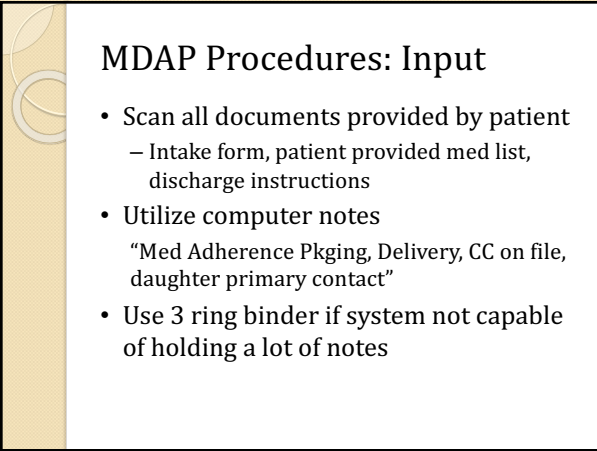 MDAP Procedures: Input
• Scan all documents provided by patient
– Intake form, patient provided med list,
discharge instructions
• Utilize computer notes
“Med Adherence Pkging, Delivery, CC on file,
daughter primary contact”
• Use 3 ring binder if system not capable
of holding a lot of notes